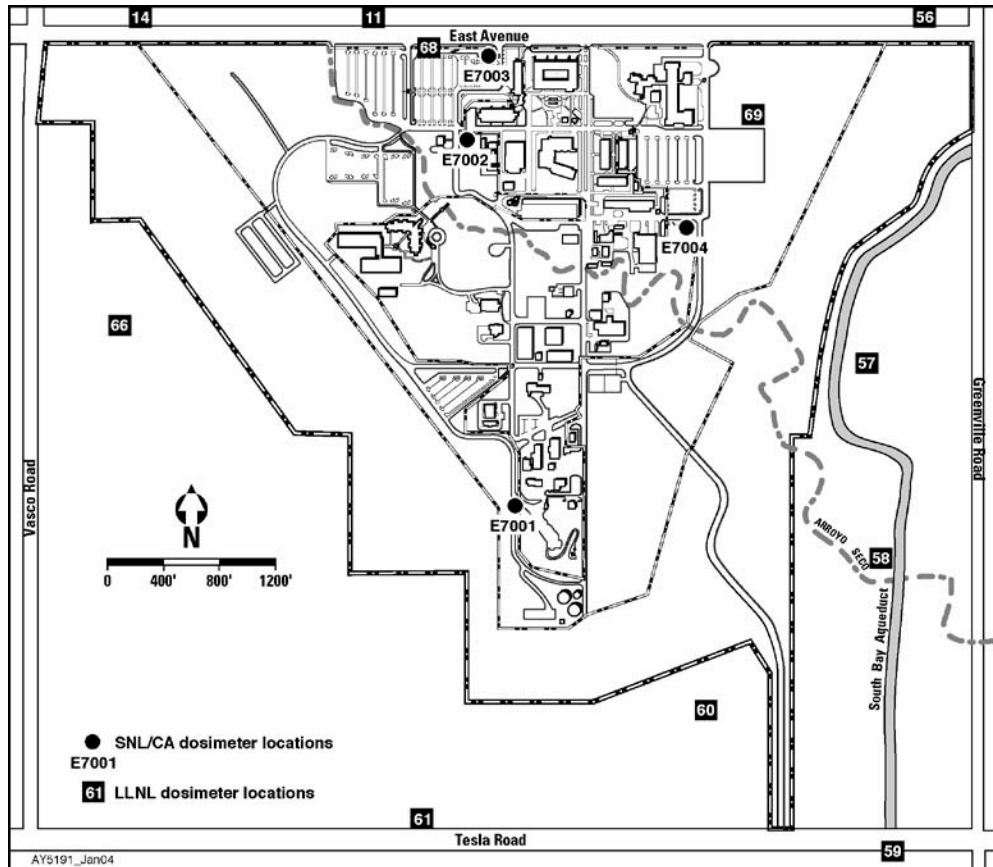 14
11
56
68
East Avenue
E7003
69
E7002
E7004
66
57
Greenville Road
Vasco Road
N
E7001
0 400' 800' 1200'
ARROYO SECO
58
South Bay Aqueduct
60
SNL/CA dosimeter locations
E7001
61 LLNL dosimeter locations
61
Tesla Road
59
AY5191_Jan04